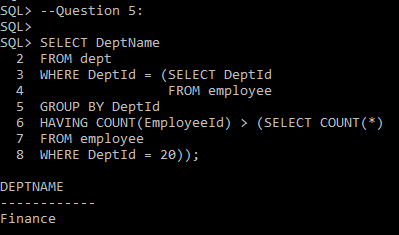 SQL> --Question 5:
SQL>
SQL> SELECT DeptName
  2  FROM dept
  3  WHERE DeptId = (SELECT DeptId
  4                  FROM employee
  5  GROUP BY DeptId
  6  HAVING COUNT(EmployeeId) > (SELECT COUNT(*)
  7  FROM employee
  8  WHERE DeptId = 20));
DEPTNAME
------------
Finance